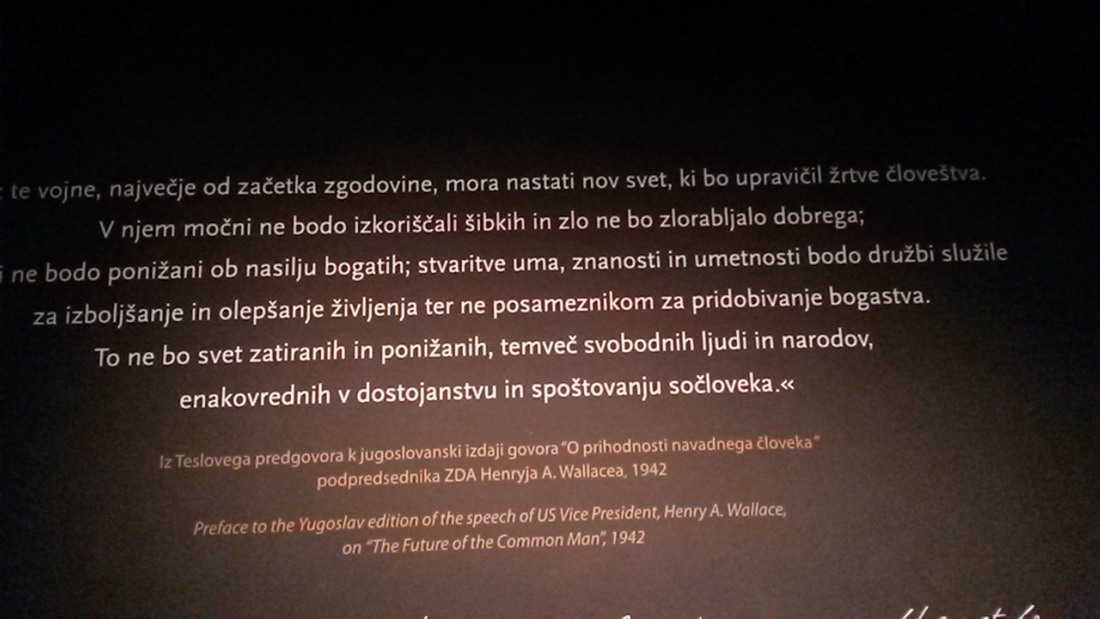 te vojne, največje od začetka zgodovine, mora nastati nov svet, ki bo upravičil žrtve človeštva.
V njem močni ne bodo izkoriščali šibkih in zlo ne bo zlorabljalo dobrega;
ne bodo ponižani ob nasilju bogatih; stvaritve uma, znanosti in umetnosti bodo družbi služile
za izboljšanje in olepšanje življenja ter ne posameznikom za pridobivanje bogastva.
To ne bo svet zatiranih in ponižanih, temveč svobodnih ljudi in narodov,
enakovrednih v dostojanstvu in spoštovanju sočloveka.«
Iz Teslovega predgovora k jugoslovanski izdaji govora "O prihodnosti navadnega človeka"
podpredsednika ZDA Henryja A. Wallacea, 1942
Preface to the Yugoslav edition of the speech of US Vice President, Henry A. Wallace,
on "The Future of the Common Man", 1942